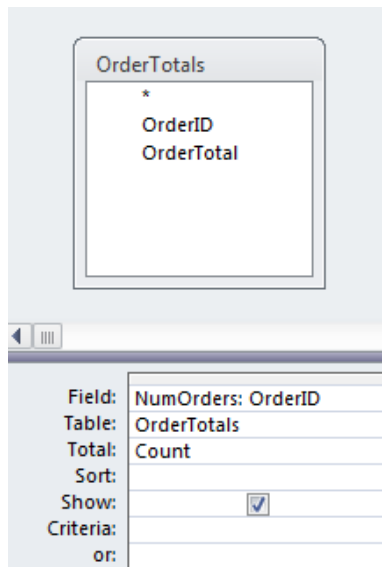 OrderTotals
*
OrderID
OrderTotal
Field: NumOrders: OrderID
Table: OrderTotals
Total: Count
Sort:
Show:
Criteria:
or: